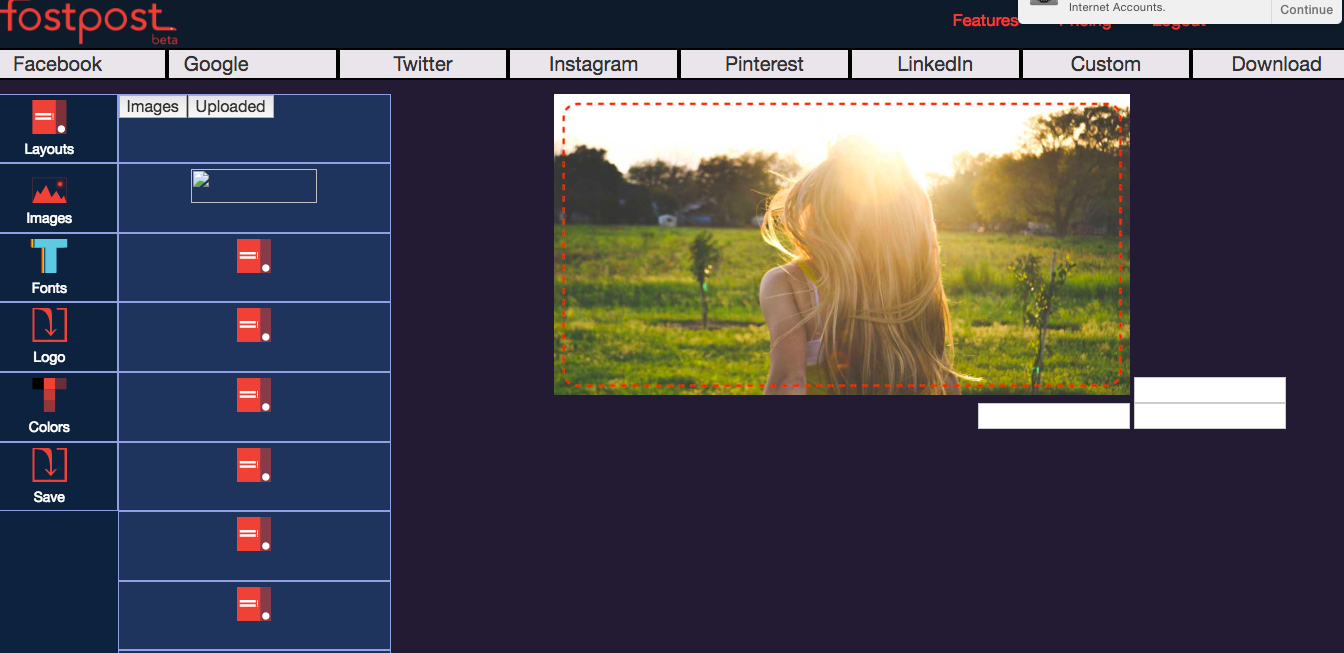 fostpost
beta
Features
Pricing
Logout
Internet Accounts.
Continue
Facebook
Google
Twitter
Instagram
Pinterest
LinkedIn
Custom
Download
Images
Uploaded
Layouts
Images
Fonts
Logo
Colors
Save